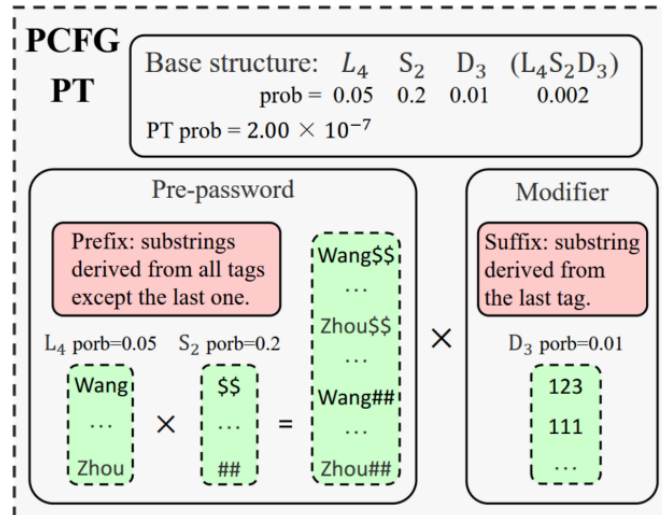 PCFG
PT
Base structure: L₄ S₂ D₃ (L₄S₂D₃)
prob = 0.05 0.2 0.01 0.002
PT prob = 2.00 × 10⁻⁷
Pre-password
Prefix: substrings
derived from all tags
except the last one.
L₄ porb=0.05 S₂ porb=0.2
Wang
...
Zhou
×
$$
...
##
=
Wang$$
...
Zhou$$
...
Wang##
...
Zhou##
×
Modifier
Suffix: substring
derived from
the last tag.
D₃ porb=0.01
123
111
...